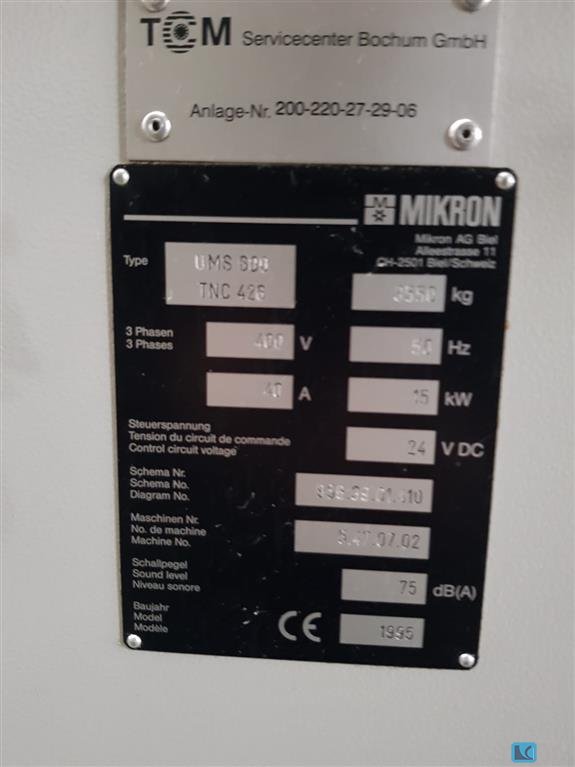 TCM Servicecenter Bochum GmbH
Anlage-Nr. 200-220-27-29-06
MIKRON
Mikron AG Biel
Alleestrasse 11
CH-2501 Biel/Schweiz
Type
TNC 426
kg
3 Phasen
3 Phases
400 V
50 Hz
40 A
15 kW
Steuerspannung
Tension du circuit de commande
Control circuit voltage
24 V DC
Schema Nr.
Schema No.
Diagram No.
Maschinen Nr.
No. de machine
Machine No.
Schallpegel
Sound level
Niveau sonore
75 dB(A)
Baujahr
Model
Modèle
CE
1995